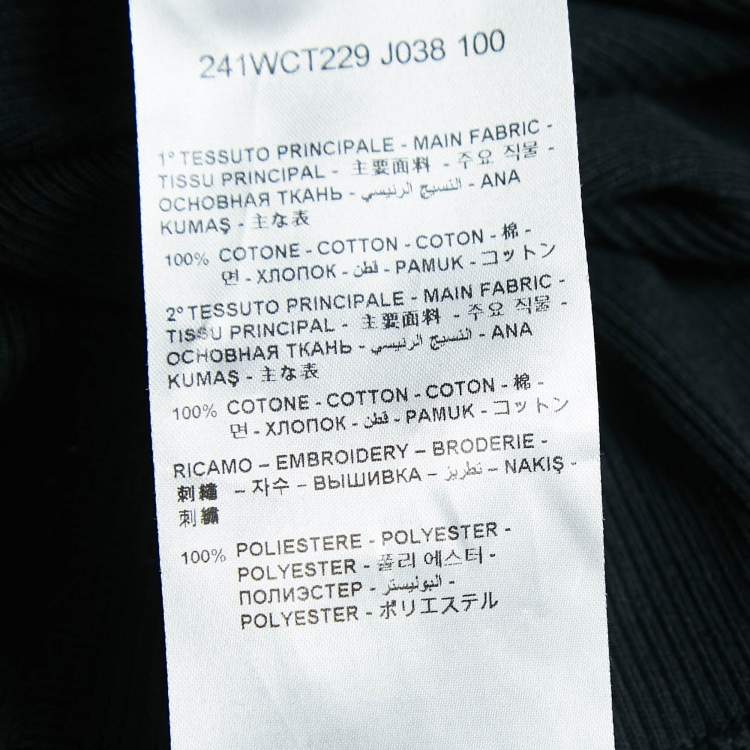 241WCT229 J038 100
1° TESSUTO PRINCIPALE - MAIN FABRIC -
TISSU PRINCIPAL - 主要面料 - 주요 직물 -
ОСНОВНАЯ ТКАНЬ - النسيج الرئيسي - ANA
KUMAŞ - 主な表
100% COTONE - COTTON - COTON - 棉 -
면 - ХЛОПОК - قطن - PAMUK - コットン
2° TESSUTO PRINCIPALE - MAIN FABRIC -
TISSU PRINCIPAL - 主要面料 - 주요 직물 -
ОСНОВНАЯ ТКАНЬ - النسيج الرئيسي - ANA
KUMAŞ - 主な表
100% COTONE - COTTON - COTON - 棉 -
면 - ХЛОПОК - قطن - PAMUK - コットン
RICAMO – EMBROIDERY – BRODERIE -
刺繡 – 자수 – ВЫШИВКА – تطريز – NAKIŞ -
刺繍
100% POLIESTERE - POLYESTER -
POLYESTER - 폴리 에스터 -
ПОЛИЭСТЕР - البوليستر -
POLYESTER - ポリエステル